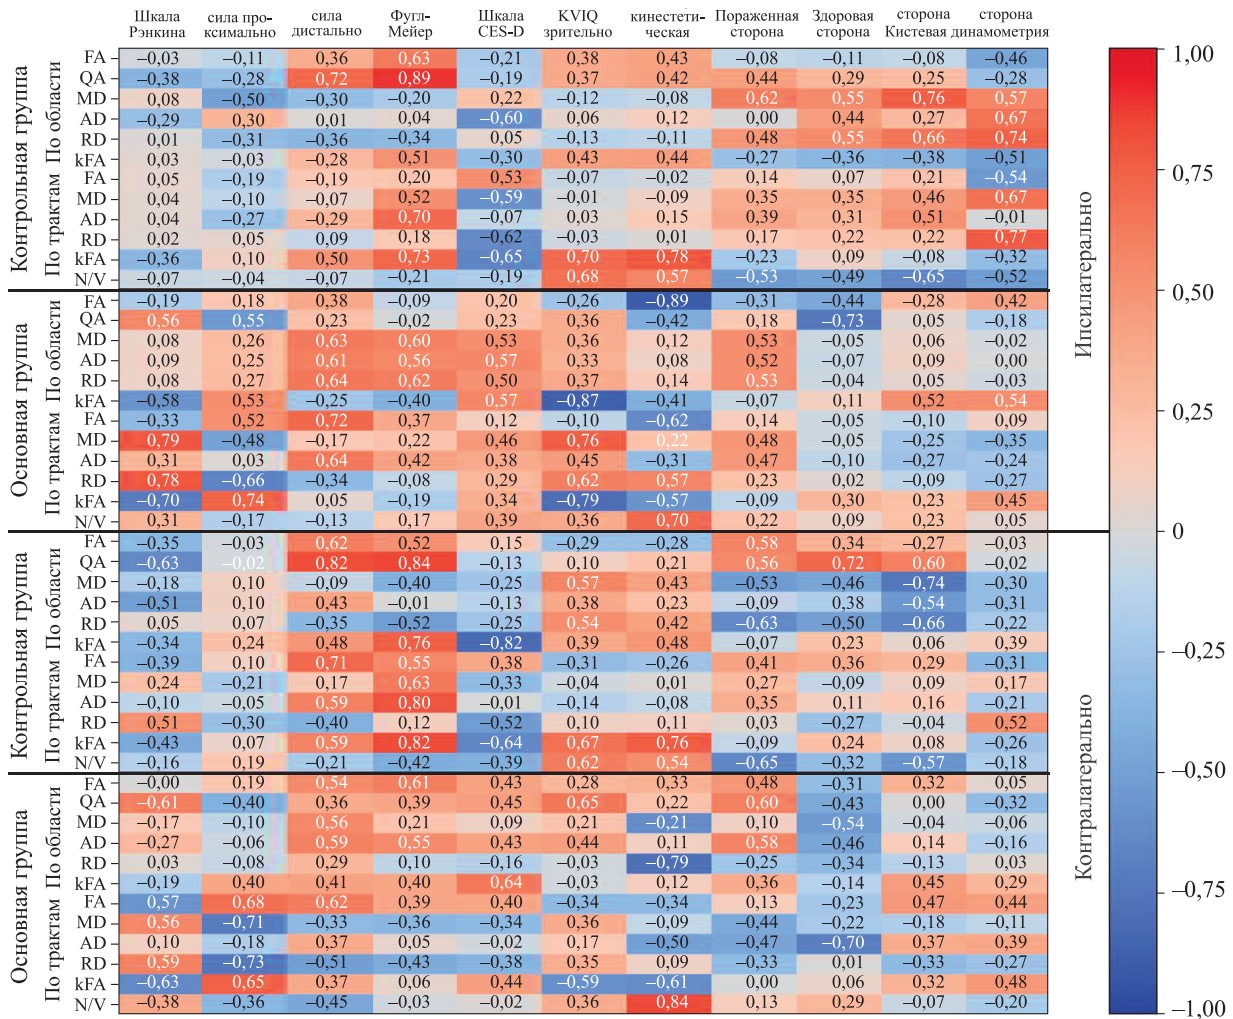 Шкала сила про- сила Фугл- Шкала KVIQ кинестети- Пораженная Здоровая сторона сторона
Рэнкина ксимально дистально Мейер CES-D зрительно ческая сторона сторона Кистевая динамометрия
Контрольная группа
По области
FA −0,03 −0,11 0,36 0,63 −0,21 0,38 0,43 −0,08 −0,11 −0,08 −0,46
QA −0,38 −0,28 0,72 0,89 −0,19 0,37 0,42 0,44 0,29 0,25 −0,28
MD 0,08 −0,50 −0,30 −0,20 0,22 −0,12 −0,08 0,62 0,55 0,76 0,57
AD −0,29 0,30 0,01 0,04 −0,60 0,06 0,12 0,00 0,44 0,27 0,67
RD 0,01 −0,31 −0,36 −0,34 0,05 −0,13 −0,11 0,48 0,55 0,66 0,74
kFA 0,03 −0,03 −0,28 0,51 −0,30 0,43 0,44 −0,27 −0,36 −0,38 −0,51
По трактам
FA 0,05 −0,19 −0,19 0,20 0,53 −0,07 −0,02 0,14 0,07 0,21 −0,54
MD 0,04 −0,10 −0,07 0,52 −0,59 −0,01 −0,09 0,35 0,35 0,46 0,67
AD 0,04 −0,27 −0,29 0,70 −0,07 0,03 0,15 0,39 0,31 0,51 −0,01
RD 0,02 0,05 0,09 0,18 −0,62 −0,03 0,01 0,17 0,22 0,22 0,77
kFA −0,36 0,10 0,50 0,73 −0,65 0,70 0,78 −0,23 0,09 −0,08 −0,32
N/V −0,07 −0,04 −0,07 −0,21 −0,19 0,68 0,57 −0,53 −0,49 −0,65 −0,52
Основная группа
По области
FA −0,19 0,18 0,38 −0,09 0,20 −0,26 −0,89 −0,31 −0,44 −0,28 0,42
QA 0,56 0,55 0,23 −0,02 0,23 0,36 −0,42 0,18 −0,73 0,05 −0,18
MD 0,08 0,26 0,63 0,60 0,53 0,36 0,12 0,53 −0,05 0,06 −0,02
AD 0,09 0,25 0,61 0,56 0,57 0,33 0,08 0,52 −0,07 0,09 0,00
RD 0,08 0,27 0,64 0,62 0,50 0,37 0,14 0,53 −0,04 0,05 −0,03
kFA −0,58 0,53 −0,25 −0,40 0,57 −0,87 −0,41 −0,07 0,11 0,52 0,54
По трактам
FA −0,33 0,52 0,72 0,37 0,12 −0,10 −0,62 0,14 −0,05 −0,10 0,09
MD 0,79 −0,48 −0,17 0,22 0,46 0,76 0,22 0,48 −0,05 −0,25 −0,35
AD 0,31 0,03 0,64 0,42 0,38 0,45 −0,31 0,47 −0,10 −0,27 −0,24
RD 0,78 −0,66 −0,34 −0,08 0,29 0,62 0,57 0,23 0,02 −0,09 −0,27
kFA −0,70 0,74 0,05 −0,19 0,34 −0,79 −0,57 −0,09 0,30 0,23 0,45
N/V 0,31 −0,17 −0,13 0,17 0,39 0,36 0,70 0,22 0,09 0,23 0,05
Контрольная группа
По области
FA −0,35 −0,03 0,62 0,52 0,15 −0,29 −0,28 0,58 0,34 −0,27 −0,03
QA −0,63 −0,02 0,82 0,84 −0,13 0,10 0,21 0,56 0,72 0,60 −0,02
MD −0,18 0,10 −0,09 −0,40 −0,25 0,57 0,43 −0,53 −0,46 −0,74 −0,30
AD −0,51 0,10 0,43 −0,01 −0,13 0,38 0,23 −0,09 0,38 −0,54 −0,31
RD 0,05 0,07 −0,35 −0,52 −0,25 0,54 0,42 −0,63 −0,50 −0,66 −0,22
kFA −0,34 0,24 0,48 0,76 −0,82 0,39 0,48 −0,07 0,23 0,06 0,39
По трактам
FA −0,39 0,10 0,71 0,55 0,38 −0,31 −0,26 0,41 0,36 0,29 −0,31
MD 0,24 −0,21 0,17 0,63 −0,33 −0,04 0,01 0,27 −0,09 0,09 0,17
AD −0,10 −0,05 0,59 0,80 −0,01 −0,14 −0,08 0,35 0,11 0,16 −0,21
RD 0,51 −0,30 −0,40 0,12 −0,52 0,10 0,11 0,03 −0,27 −0,04 0,52
kFA −0,43 0,07 0,59 0,82 −0,64 0,67 0,76 −0,09 0,24 0,08 −0,26
N/V −0,16 0,19 −0,21 −0,42 −0,39 0,62 0,54 −0,65 −0,32 −0,57 −0,18
Основная группа
По области
FA −0,00 0,19 0,54 0,61 0,43 0,28 0,33 0,48 −0,31 0,32 0,05
QA −0,61 −0,40 0,36 0,39 0,45 0,65 0,22 0,60 −0,43 0,00 −0,32
MD −0,17 −0,10 0,56 0,21 0,09 0,21 −0,21 0,10 −0,54 −0,04 −0,06
AD −0,27 −0,06 0,59 0,55 0,43 0,44 0,11 0,58 −0,46 0,14 −0,16
RD 0,03 −0,08 0,29 0,10 −0,16 −0,03 −0,79 −0,25 −0,34 −0,13 0,03
kFA −0,19 0,40 0,41 0,40 0,64 −0,03 0,12 0,36 −0,14 0,45 0,29
По трактам
FA 0,57 0,68 0,62 0,39 0,40 −0,34 −0,34 0,13 −0,23 0,47 0,44
MD 0,56 −0,71 −0,33 −0,36 −0,34 0,36 −0,09 −0,44 −0,22 −0,18 −0,11
AD 0,10 −0,18 0,37 0,05 −0,02 0,17 −0,50 −0,47 −0,70 0,37 0,39
RD 0,59 −0,73 −0,51 −0,43 −0,38 0,35 0,09 −0,33 0,01 −0,33 −0,27
kFA −0,63 0,65 0,37 0,06 0,44 −0,59 −0,61 0,00 0,06 0,32 0,48
N/V −0,38 −0,36 −0,45 −0,03 −0,02 0,36 0,84 0,13 0,29 −0,07 −0,20
Ипсилатерально
Контралатерально
1,00
0,75
0,50
0,25
0
−0,25
−0,50
−0,75
−1,00